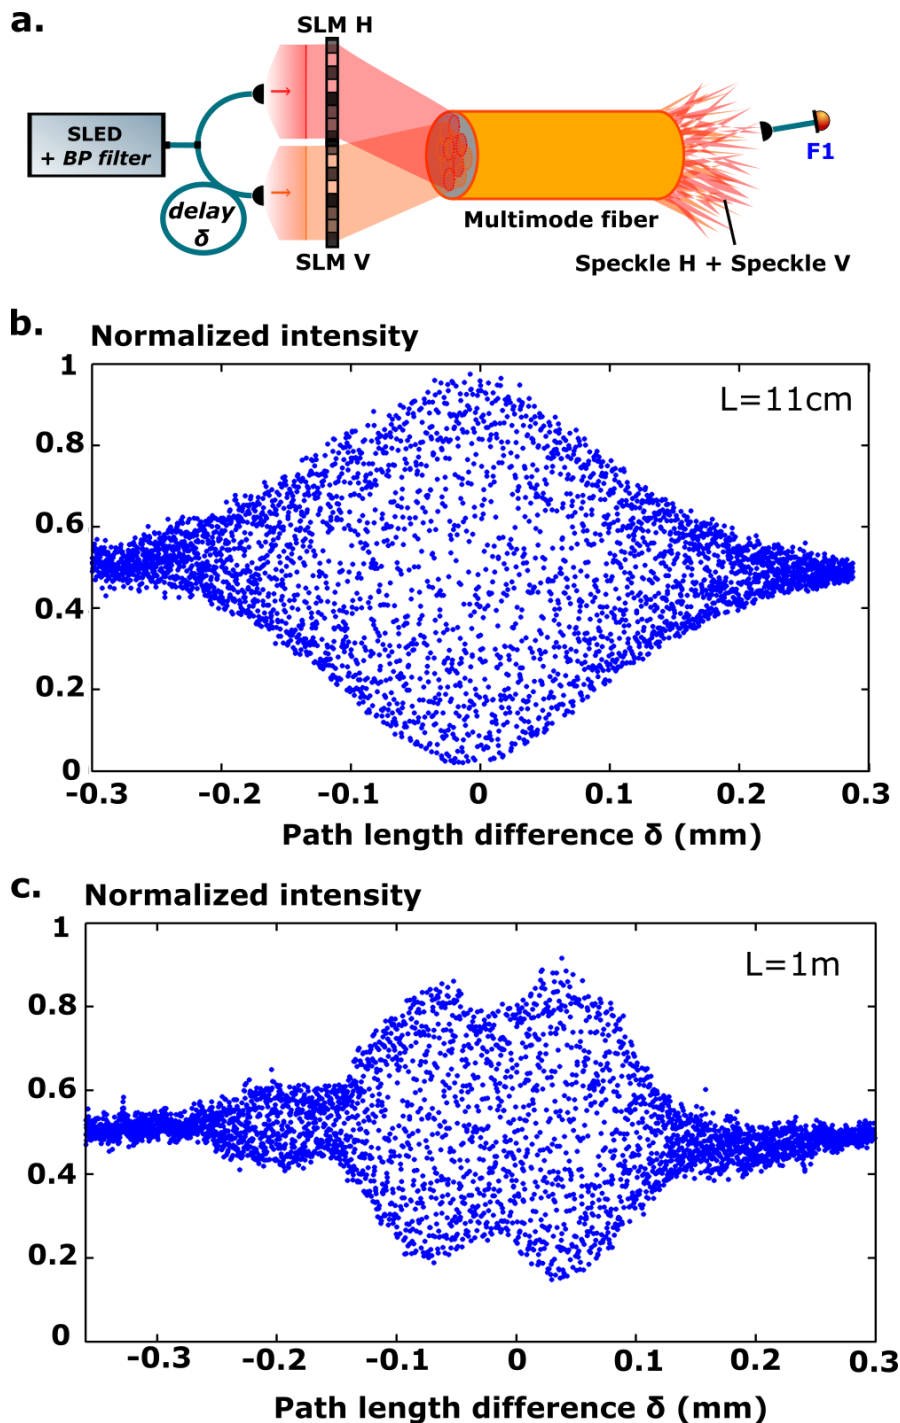 a.
SLM H
SLED
+ BP filter
delay
δ
SLM V
Multimode fiber
F1
Speckle H + Speckle V
b.
Normalized intensity
L=11cm
1
0.8
0.6
0.4
0.2
0
-0.3 -0.2 -0.1 0 0.1 0.2 0.3
Path length difference δ (mm)
c.
Normalized intensity
L=1m
1
0.8
0.6
0.4
0.2
0
-0.3 -0.2 -0.1 0 0.1 0.2 0.3
Path length difference δ (mm)